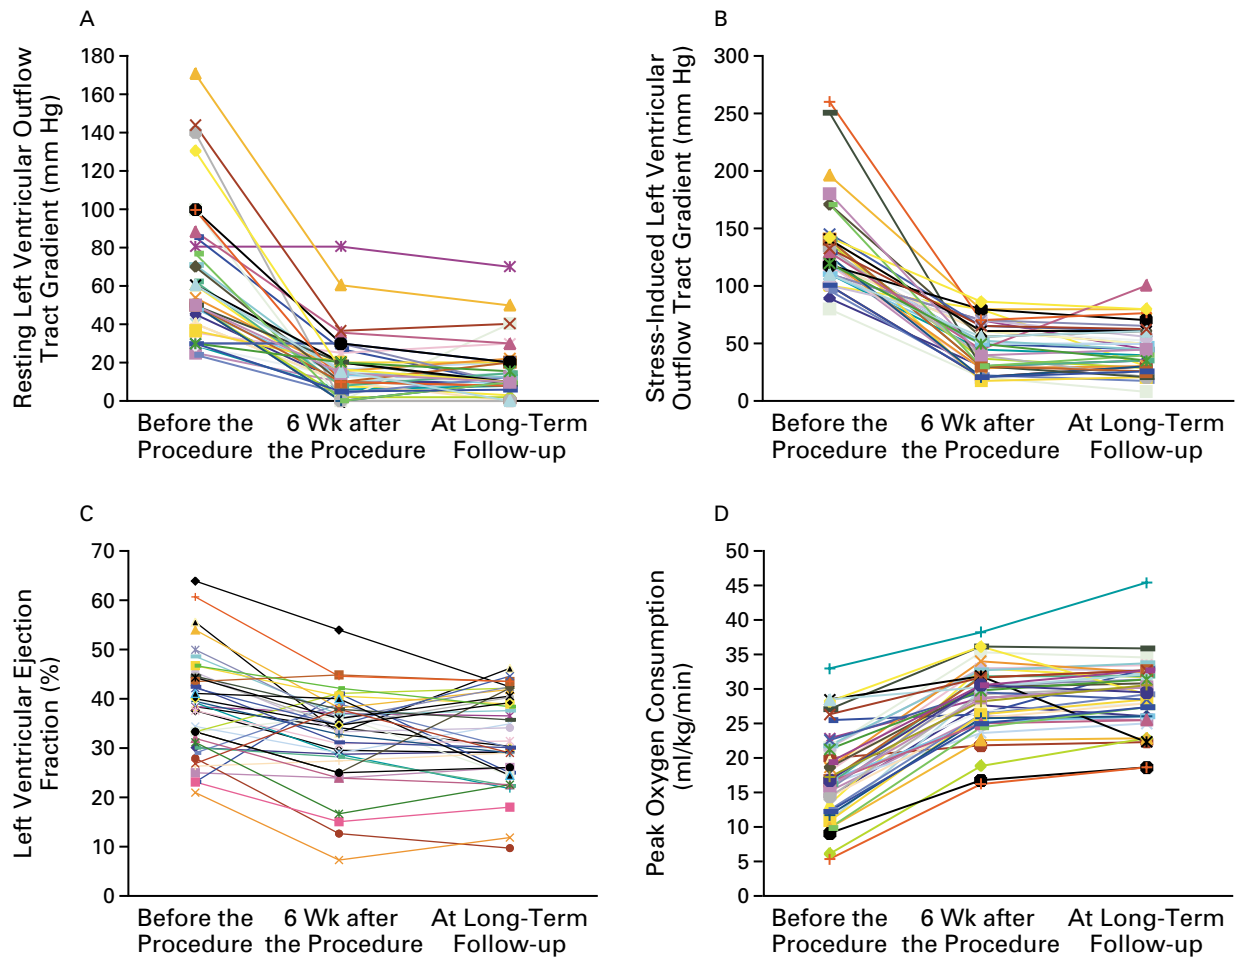 A
Resting Left Ventricular Outflow
Tract Gradient (mm Hg)
180
160
140
120
100
80
60
40
20
0
Before the
Procedure
6 Wk after
the Procedure
At Long-Term
Follow-up
B
Stress-Induced Left Ventricular
Outflow Tract Gradient (mm Hg)
300
250
200
150
100
50
0
Before the
Procedure
6 Wk after
the Procedure
At Long-Term
Follow-up
C
Left Ventricular Ejection
Fraction (%)
70
60
50
40
30
20
10
0
Before the
Procedure
6 Wk after
the Procedure
At Long-Term
Follow-up
D
Peak Oxygen Consumption
(ml/kg/min)
50
45
40
35
30
25
20
15
10
5
0
Before the
Procedure
6 Wk after
the Procedure
At Long-Term
Follow-up